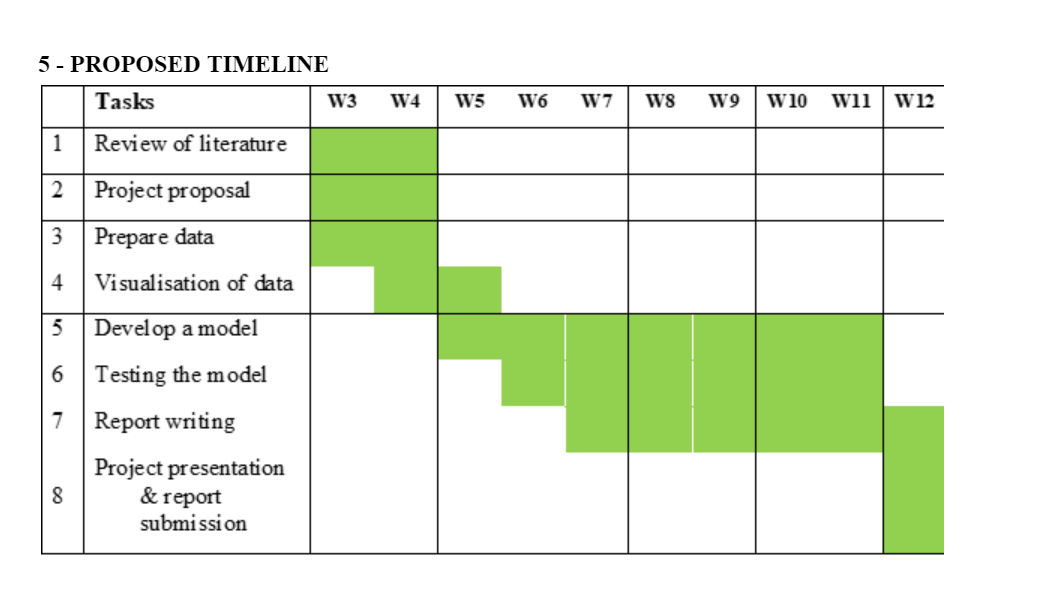 5 - PROPOSED TIMELINE
Tasks W3 W4 W5 W6 W7 W8 W9 W10 W11 W12
1 Review of literature
2 Project proposal
3 Prepare data
4 Visualisation of data
5 Develop a model
6 Testing the model
7 Report writing
Project presentation
8 & report
submission